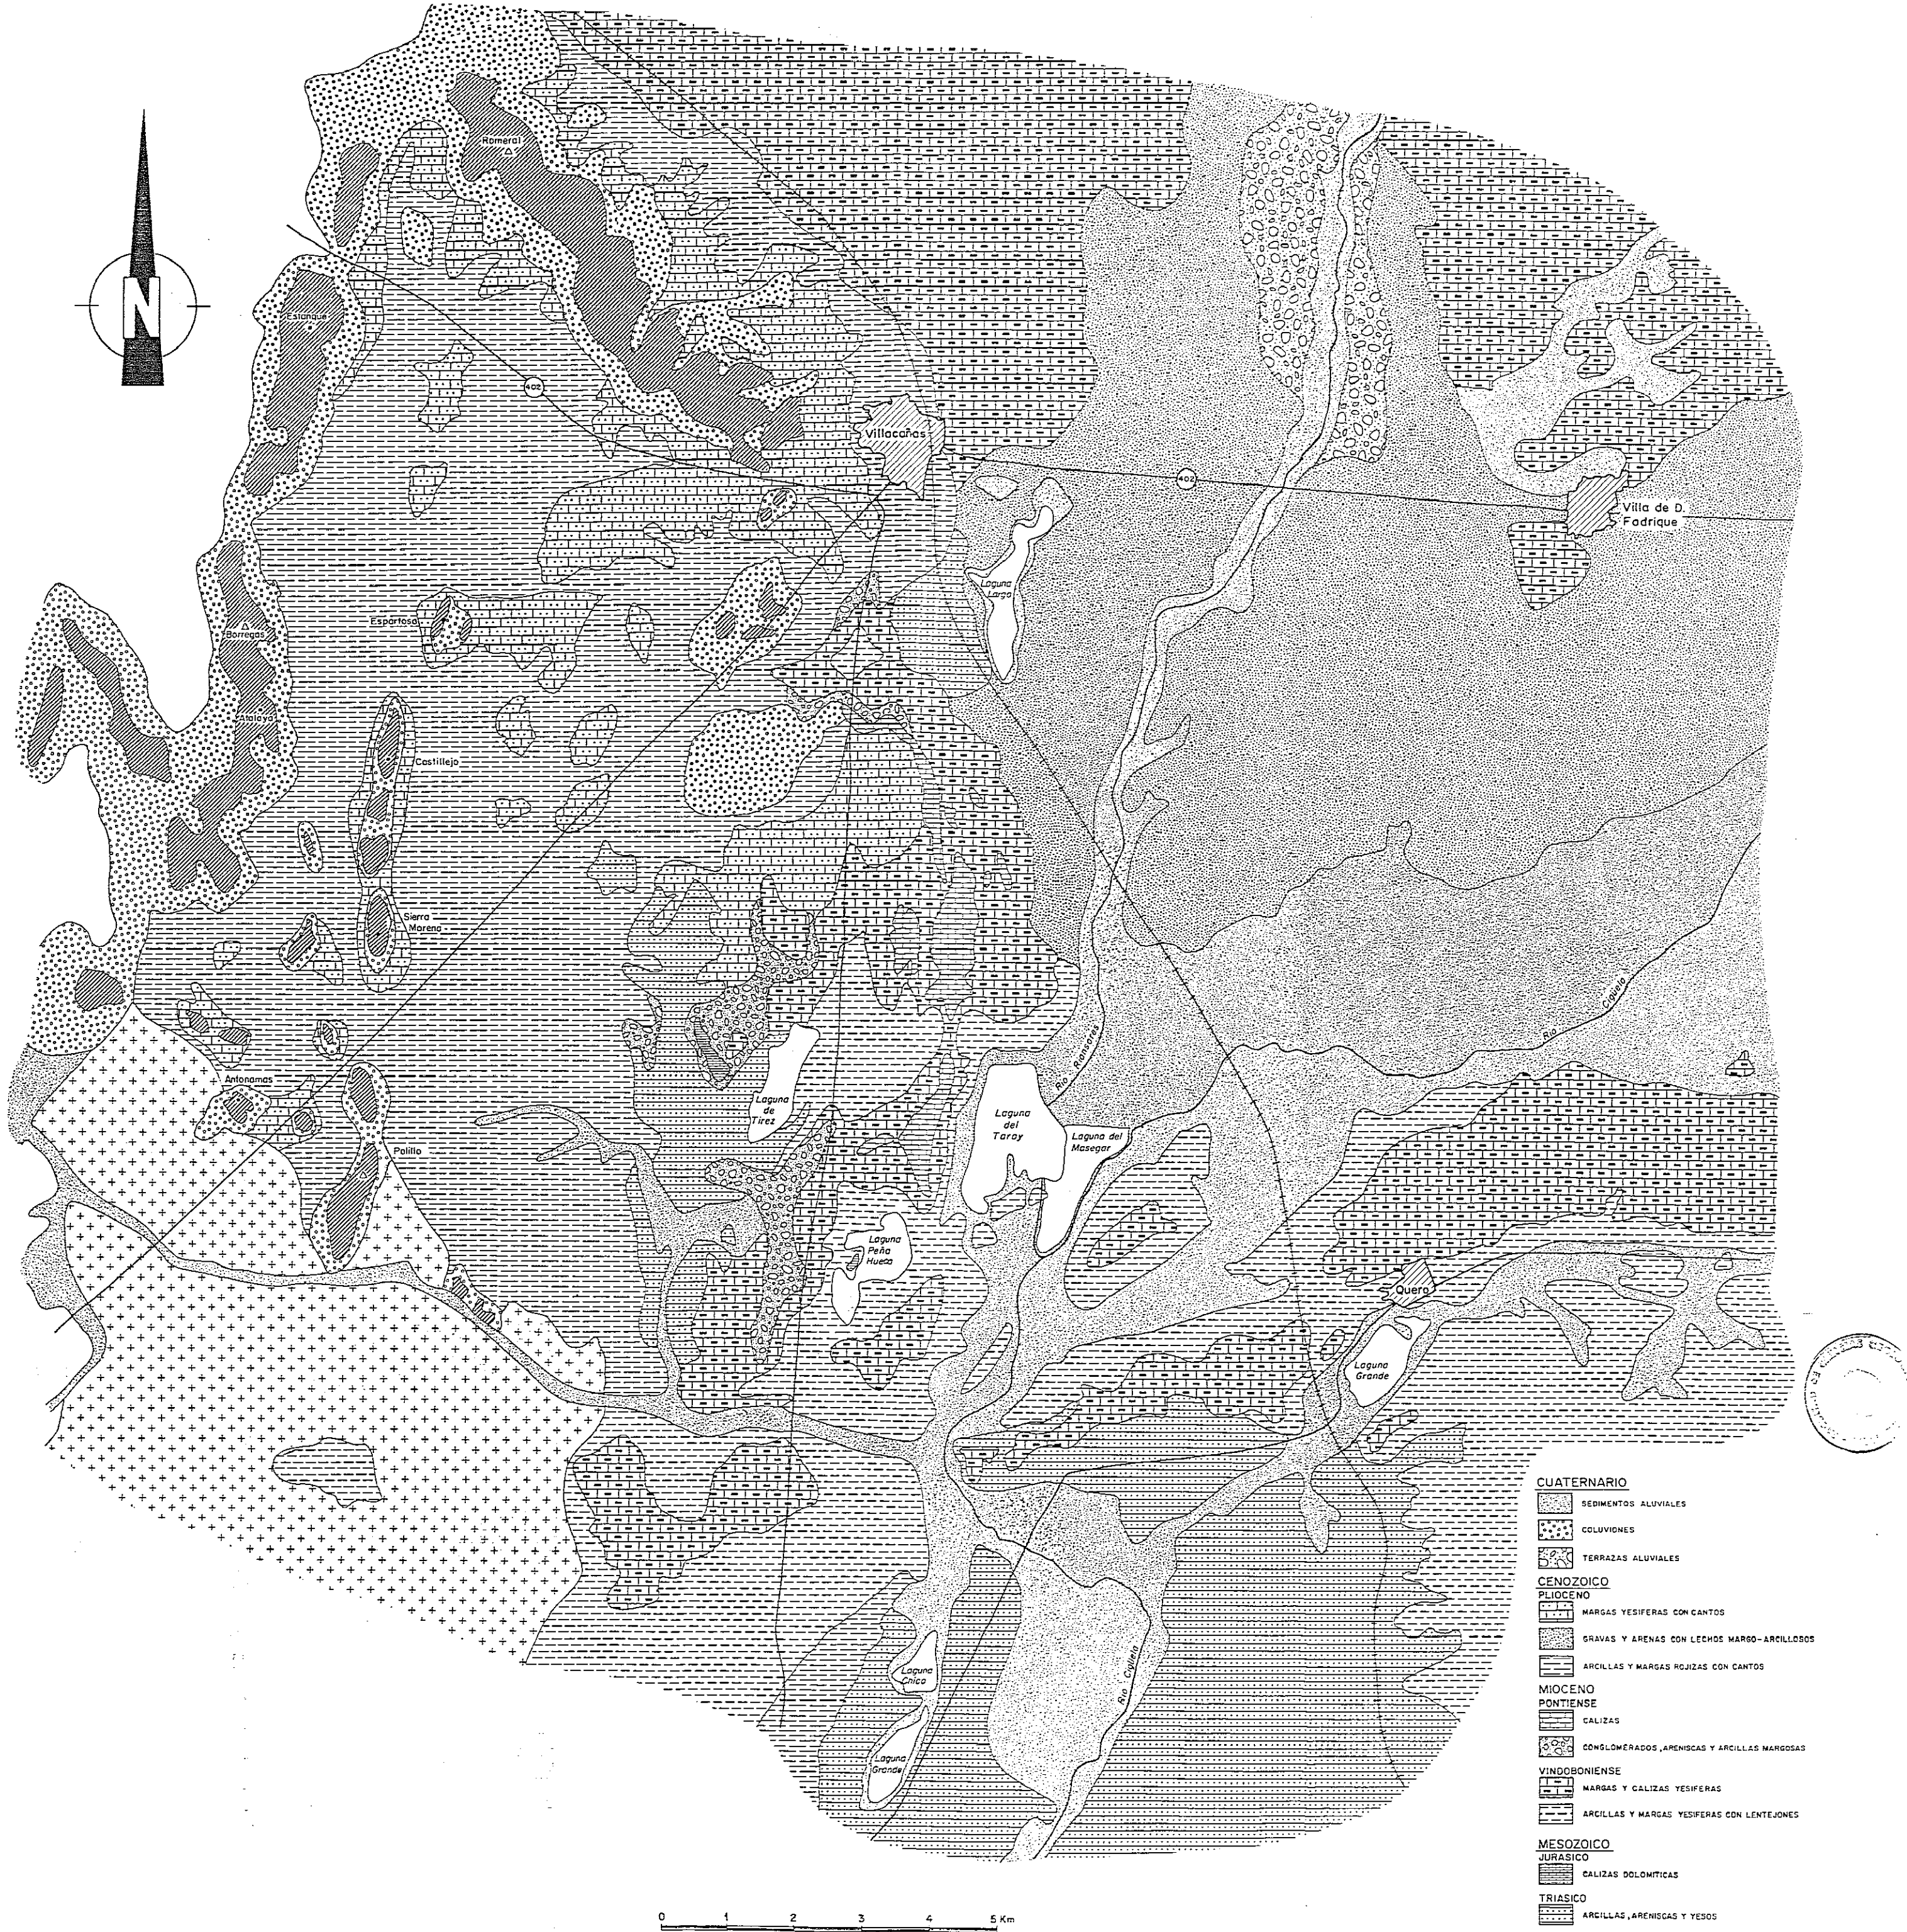 Romeral
N
Estanque
402
Villacañas
402
Villa de D.
Fadrique
Laguna
Larga
Espartosa
Borregas
Atalaya
Castillejo
Sierra
Morena
Río Cigüela
Río Riansares
Antonamas
Laguna
de
Tirez
Laguna
del
Taray
Laguna del
Masegar
Polillo
Laguna
Peña
Hueca
Quero
Laguna
Grande
Laguna
Chica
Río Cigüela
Laguna
Grande
CUATERNARIO
SEDIMENTOS ALUVIALES
COLUVIONES
TERRAZAS ALUVIALES
CENOZOICO
PLIOCENO
MARGAS YESIFERAS CON CANTOS
GRAVAS Y ARENAS CON LECHOS MARGO-ARCILLOSOS
ARCILLAS Y MARGAS ROJIZAS CON CANTOS
MIOCENO
PONTIENSE
CALIZAS
CONGLOMERADOS, ARENISCAS Y ARCILLAS MARGOSAS
VINDOBONIENSE
MARGAS Y CALIZAS YESIFERAS
ARCILLAS Y MARGAS YESIFERAS CON LENTEJONES
MESOZOICO
JURASICO
CALIZAS DOLOMITICAS
TRIASICO
ARCILLAS, ARENISCAS Y YESOS
0 1 2 3 4 5 Km